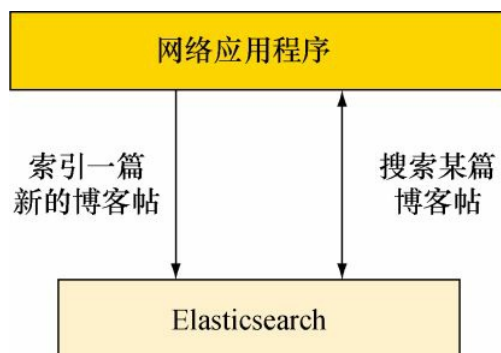 网络应用程序
索引一篇
新的博客帖
搜索某篇
博客帖
Elasticsearch